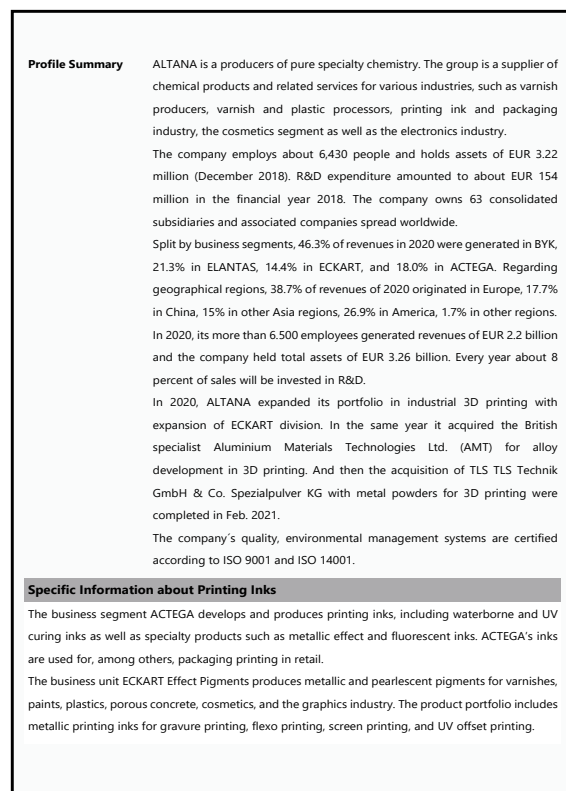 Profile Summary ALTANA is a producers of pure specialty chemistry. The group is a supplier of
chemical products and related services for various industries, such as varnish
producers, varnish and plastic processors, printing ink and packaging
industry, the cosmetics segment as well as the electronics industry.
The company employs about 6,430 people and holds assets of EUR 3.22
million (December 2018). R&D expenditure amounted to about EUR 154
million in the financial year 2018. The company owns 63 consolidated
subsidiaries and associated companies spread worldwide.
Split by business segments, 46.3% of revenues in 2020 were generated in BYK,
21.3% in ELANTAS, 14.4% in ECKART, and 18.0% in ACTEGA. Regarding
geographical regions, 38.7% of revenues of 2020 originated in Europe, 17.7%
in China, 15% in other Asia regions, 26.9% in America, 1.7% in other regions.
In 2020, its more than 6.500 employees generated revenues of EUR 2.2 billion
and the company held total assets of EUR 3.26 billion. Every year about 8
percent of sales will be invested in R&D.
In 2020, ALTANA expanded its portfolio in industrial 3D printing with
expansion of ECKART division. In the same year it acquired the British
specialist Aluminium Materials Technologies Ltd. (AMT) for alloy
development in 3D printing. And then the acquisition of TLS TLS Technik
GmbH & Co. Spezialpulver KG with metal powders for 3D printing were
completed in Feb. 2021.
The company´s quality, environmental management systems are certified
according to ISO 9001 and ISO 14001.
Specific Information about Printing Inks
The business segment ACTEGA develops and produces printing inks, including waterborne and UV
curing inks as well as specialty products such as metallic effect and fluorescent inks. ACTEGA's inks
are used for, among others, packaging printing in retail.
The business unit ECKART Effect Pigments produces metallic and pearlescent pigments for varnishes,
paints, plastics, porous concrete, cosmetics, and the graphics industry. The product portfolio includes
metallic printing inks for gravure printing, flexo printing, screen printing, and UV offset printing.